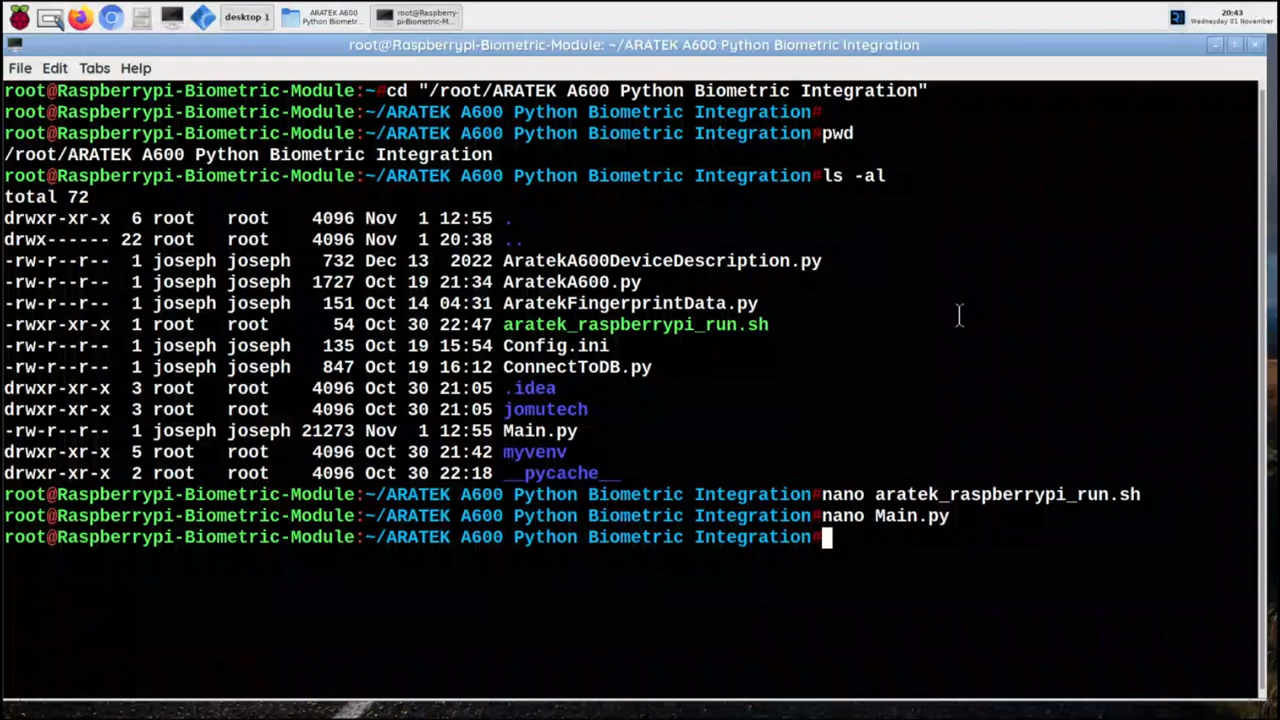 desktop 1
ARATEK A600
Python Biometr...
root@Raspberry-
pi-Biometric-M...
20:43
Wednesday 01 November
root@Raspberrypi-Biometric-Module: ~/ARATEK A600 Python Biometric Integration
File Edit Tabs Help
root@Raspberrypi-Biometric-Module:~#cd "/root/ARATEK A600 Python Biometric Integration"
root@Raspberrypi-Biometric-Module:~/ARATEK A600 Python Biometric Integration#
root@Raspberrypi-Biometric-Module:~/ARATEK A600 Python Biometric Integration#pwd
/root/ARATEK A600 Python Biometric Integration
root@Raspberrypi-Biometric-Module:~/ARATEK A600 Python Biometric Integration#ls -al
total 72
drwxr-xr-x  6 root   root    4096 Nov  1 12:55 .
drwx------ 22 root   root    4096 Nov  1 20:38 ..
-rw-r--r--  1 joseph joseph   732 Dec 13  2022 AratekA600DeviceDescription.py
-rw-r--r--  1 joseph joseph  1727 Oct 19 21:34 AratekA600.py
-rw-r--r--  1 joseph joseph   151 Oct 14 04:31 AratekFingerprintData.py
-rwxr-xr-x  1 root   root      54 Oct 30 22:47 aratek_raspberrypi_run.sh
-rw-r--r--  1 joseph joseph   135 Oct 19 15:54 Config.ini
-rw-r--r--  1 joseph joseph   847 Oct 19 16:12 ConnectToDB.py
drwxr-xr-x  3 root   root    4096 Oct 30 21:05 .idea
drwxr-xr-x  3 root   root    4096 Oct 30 21:05 jomutech
-rw-r--r--  1 joseph joseph 21273 Nov  1 12:55 Main.py
drwxr-xr-x  5 root   root    4096 Oct 30 21:42 myvenv
drwxr-xr-x  2 root   root    4096 Oct 30 22:18 __pycache__
root@Raspberrypi-Biometric-Module:~/ARATEK A600 Python Biometric Integration#nano aratek_raspberrypi_run.sh
root@Raspberrypi-Biometric-Module:~/ARATEK A600 Python Biometric Integration#nano Main.py
root@Raspberrypi-Biometric-Module:~/ARATEK A600 Python Biometric Integration#